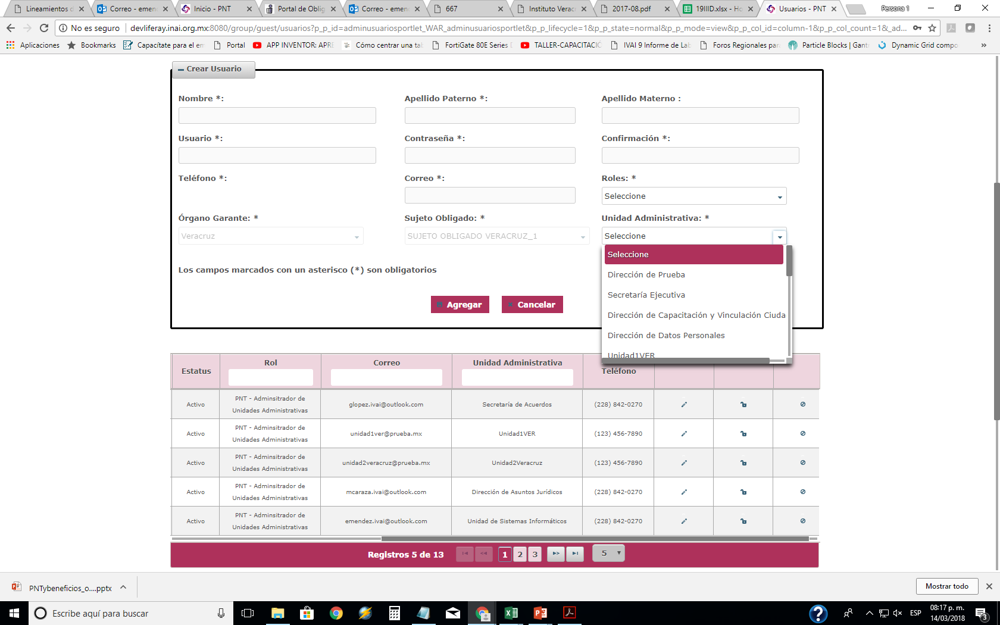 Lineamientos d
Correo - emene
Inicio - PNT
Portal de Oblig
Correo - emene
667
Instituto Verac
2017-08.pdf
19IIID.xlsx - Ho
Usuarios - PNT
Persona 1
No es seguro
devliferay.inai.org.mx:8080/group/guest/usuarios?p_p_id=adminusuariosportlet_WAR_adminusuariosportlet&p_p_lifecycle=1&p_p_state=normal&p_p_mode=view&p_p_col_id=column-1&p_p_col_count=1&_ad...
Aplicaciones
Bookmarks
Capacítate para el em
Portal
APP INVENTOR: APRE
Cómo centrar una tab
FortiGate 80E Series
TALLER-CAPACITACIÓ
IVAI 9 Informe de Lab
Foros Regionales para
Particle Blocks | Gant
Dynamic Grid compo
»
Crear Usuario
Nombre *:
Apellido Paterno *:
Apellido Materno :
Usuario *:
Contraseña *:
Confirmación *:
Teléfono *:
Correo *:
Roles: *
Seleccione
Órgano Garante: *
Sujeto Obligado: *
Unidad Administrativa: *
Veracruz
SUJETO OBLIGADO VERACRUZ_1
Seleccione
Seleccione
Dirección de Prueba
Secretaría Ejecutiva
Dirección de Capacitación y Vinculación Ciuda
Dirección de Datos Personales
Unidad1VER
Los campos marcados con un asterisco (*) son obligatorios
Agregar
Cancelar
Estatus
Rol
Correo
Unidad Administrativa
Teléfono
Activo
PNT - Adminsitrador de
Unidades Administrativas
glopez.ivai@outlook.com
Secretaría de Acuerdos
(228) 842-0270
Activo
PNT - Adminsitrador de
Unidades Administrativas
unidad1ver@prueba.mx
Unidad1VER
(123) 456-7890
Activo
PNT - Adminsitrador de
Unidades Administrativas
unidad2veracruz@prueba.mx
Unidad2Veracruz
(123) 456-7890
Activo
PNT - Adminsitrador de
Unidades Administrativas
mcaraza.ivai@outlook.com
Dirección de Asuntos Jurídicos
(228) 842-0270
Activo
PNT - Adminsitrador de
Unidades Administrativas
emendez.ivai@outlook.com
Unidad de Sistemas Informáticos
(228) 842-0270
Registros 5 de 13
1
2
3
5
PNTybeneficios_o....pptx
Mostrar todo
Escribe aquí para buscar
ESP
08:17 p. m.
14/03/2018
3